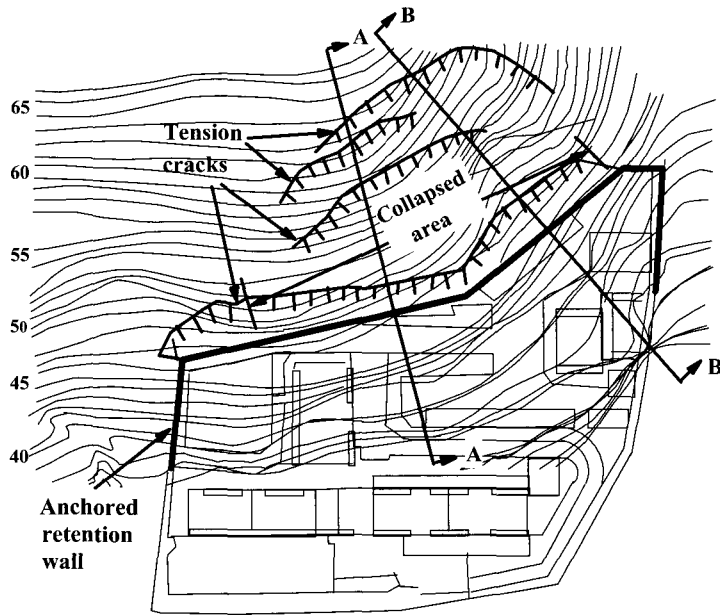 B
A
65
Tension
cracks
60
Collapsed
area
55
50
45
B
40
A
Anchored
retention
wall